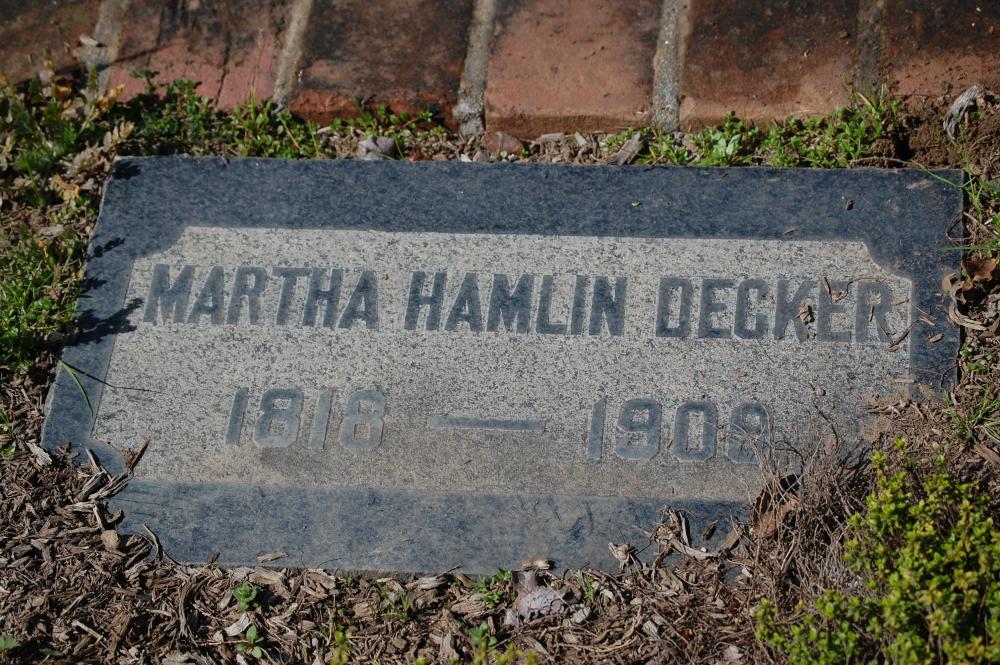 MARTHA HAMLIN DECKER
1818 — 1909